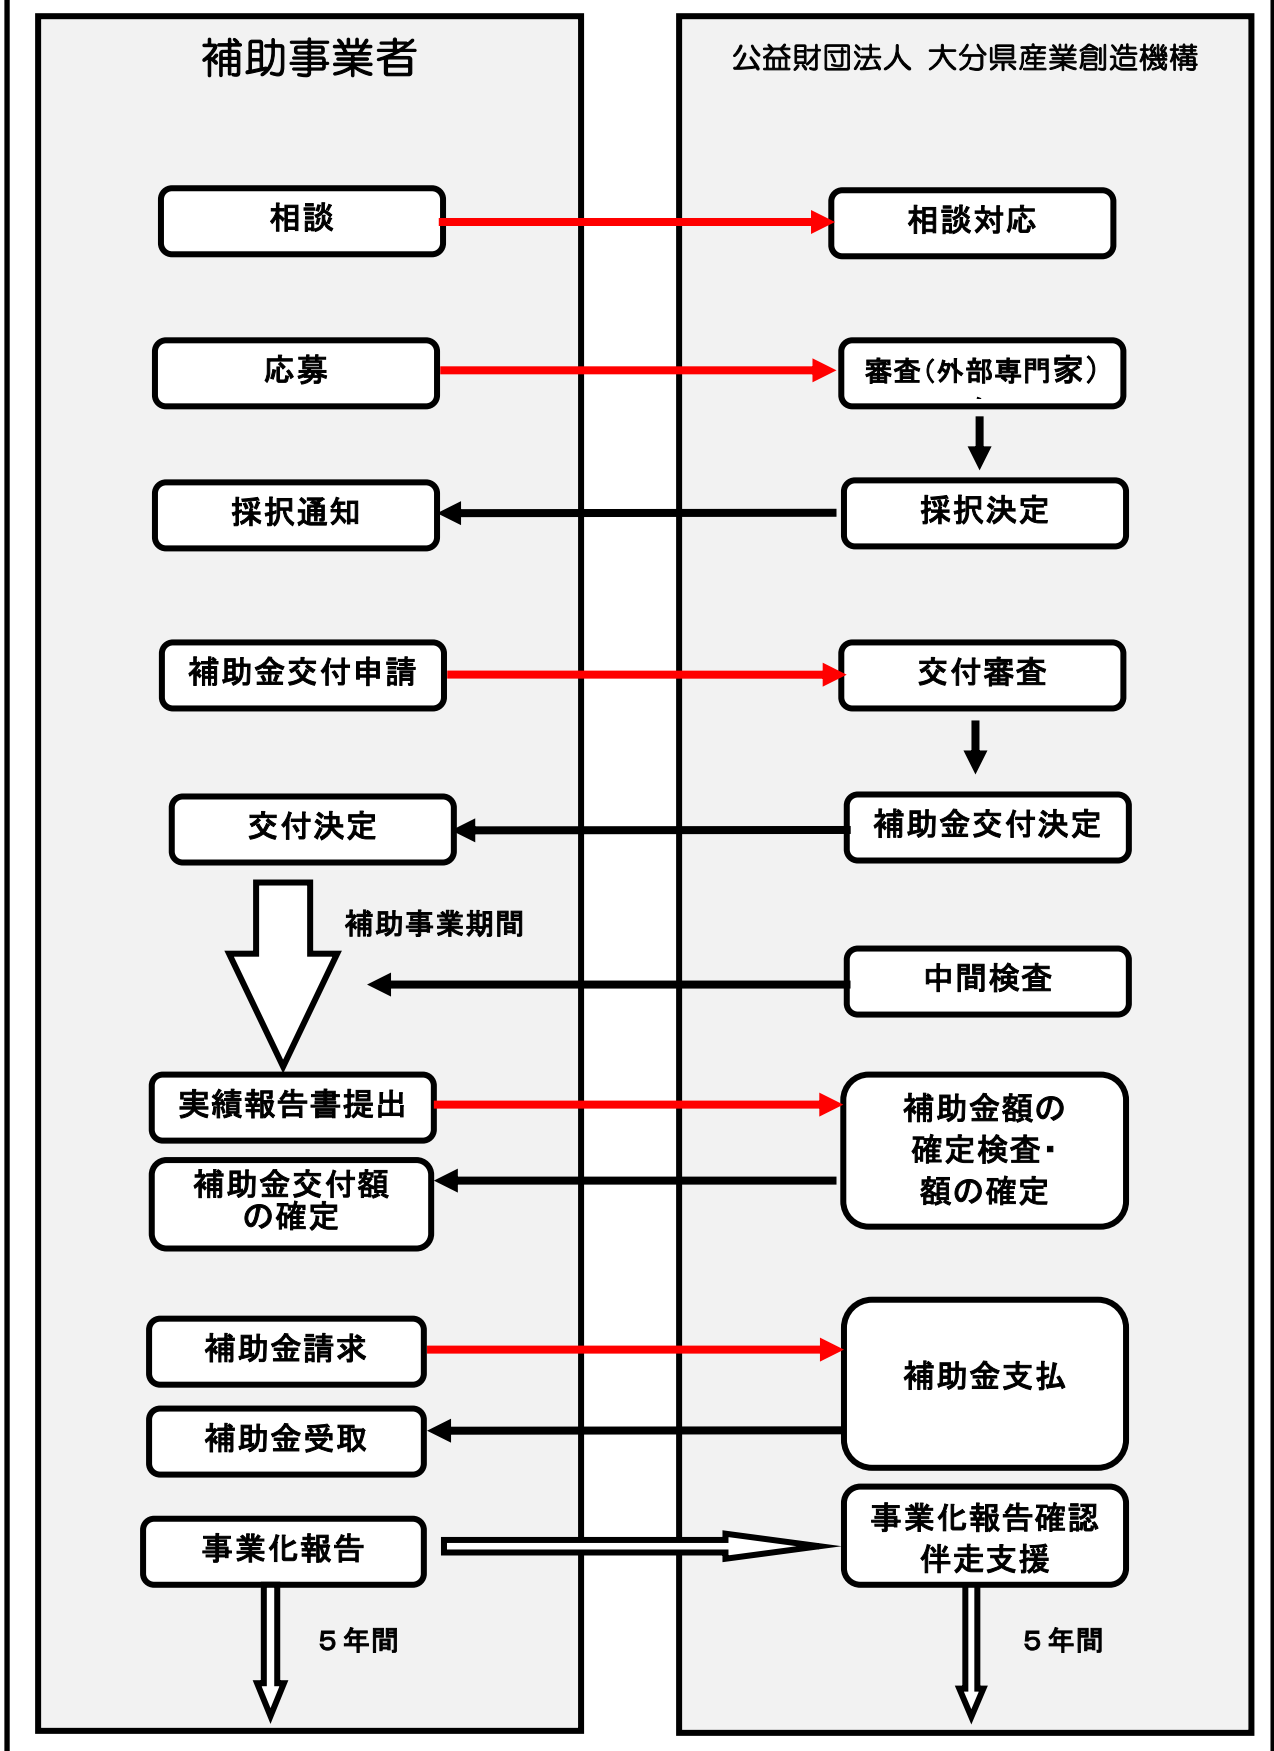 補助事業者
公益財団法人 大分県産業創造機構
相談
相談対応
応募
審査（外部専門家）
採択通知
採択決定
補助金交付申請
交付審査
交付決定
補助金交付決定
補助事業期間
中間検査
実績報告書提出
補助金額の
確定検査・
額の確定
補助金交付額
の確定
補助金請求
補助金支払
補助金受取
事業化報告
事業化報告確認
伴走支援
５年間
５年間